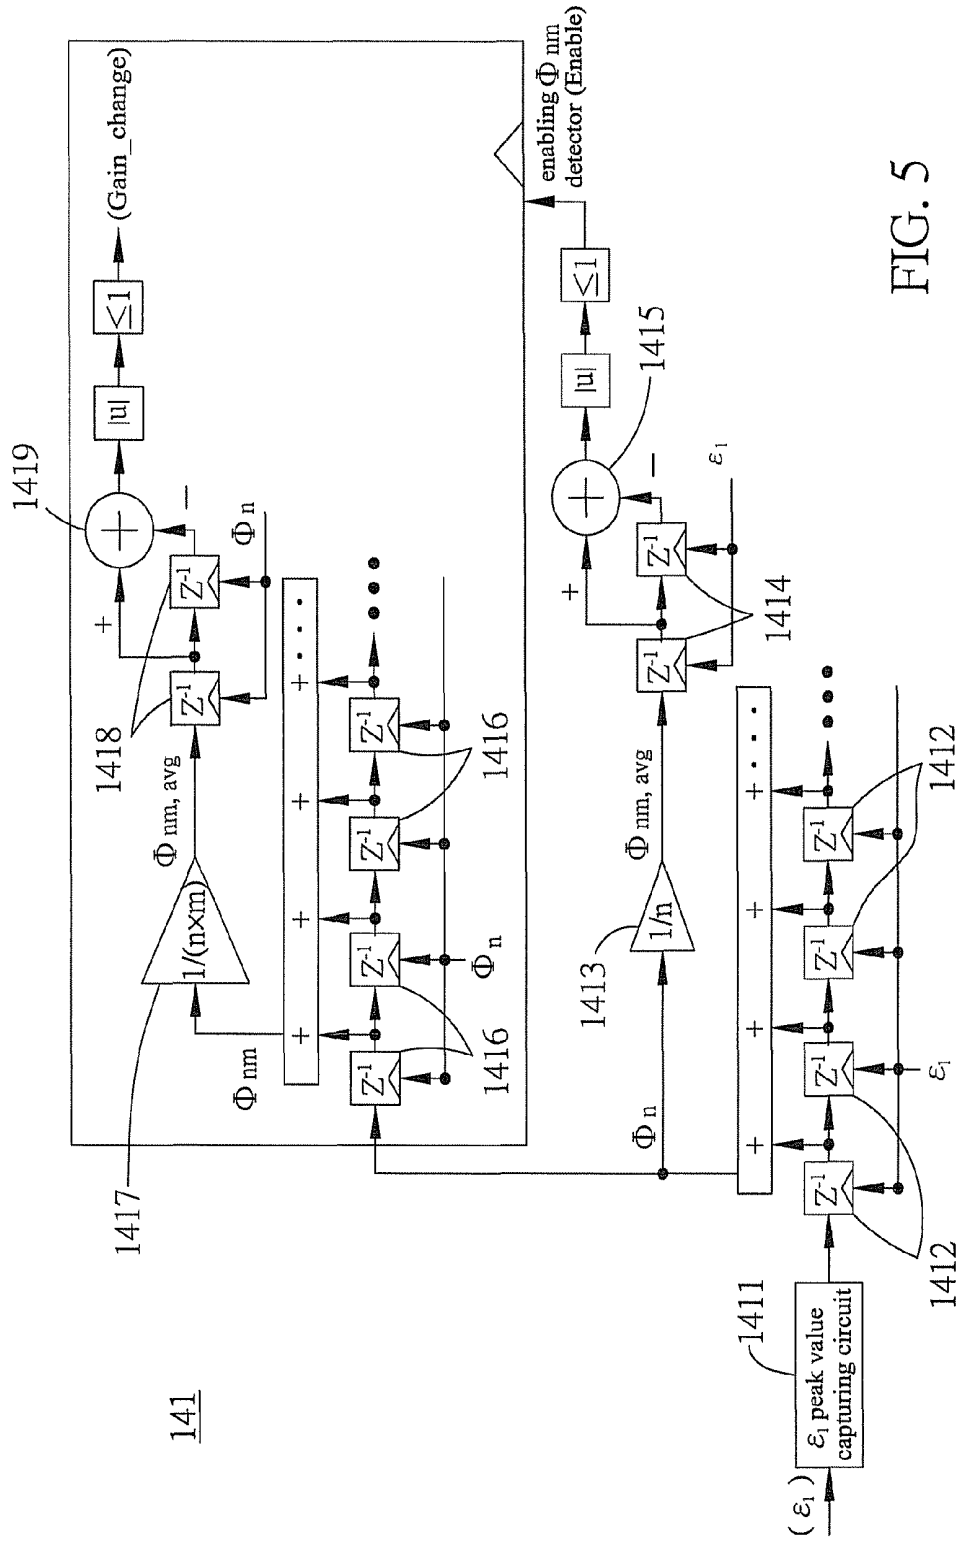 141
1417
1419
(Gain_change)
≤1
|u|
+
−
Z⁻¹
Z⁻¹
1418
Φn
Φnm, avg
1/(n×m)
Φnm
+
+
+
+
· · ·
Z⁻¹
Z⁻¹
Z⁻¹
Z⁻¹
1416
1416
Φn
enabling Φnm
detector (Enable)
≤1
|u|
1415
+
−
Z⁻¹
Z⁻¹
1414
ε1
Φnm, avg
1/n
1413
Φn
+
+
+
+
· · ·
Z⁻¹
Z⁻¹
Z⁻¹
Z⁻¹
1412
1412
ε1
1411
ε1 peak value
capturing circuit
(ε1)
FIG. 5